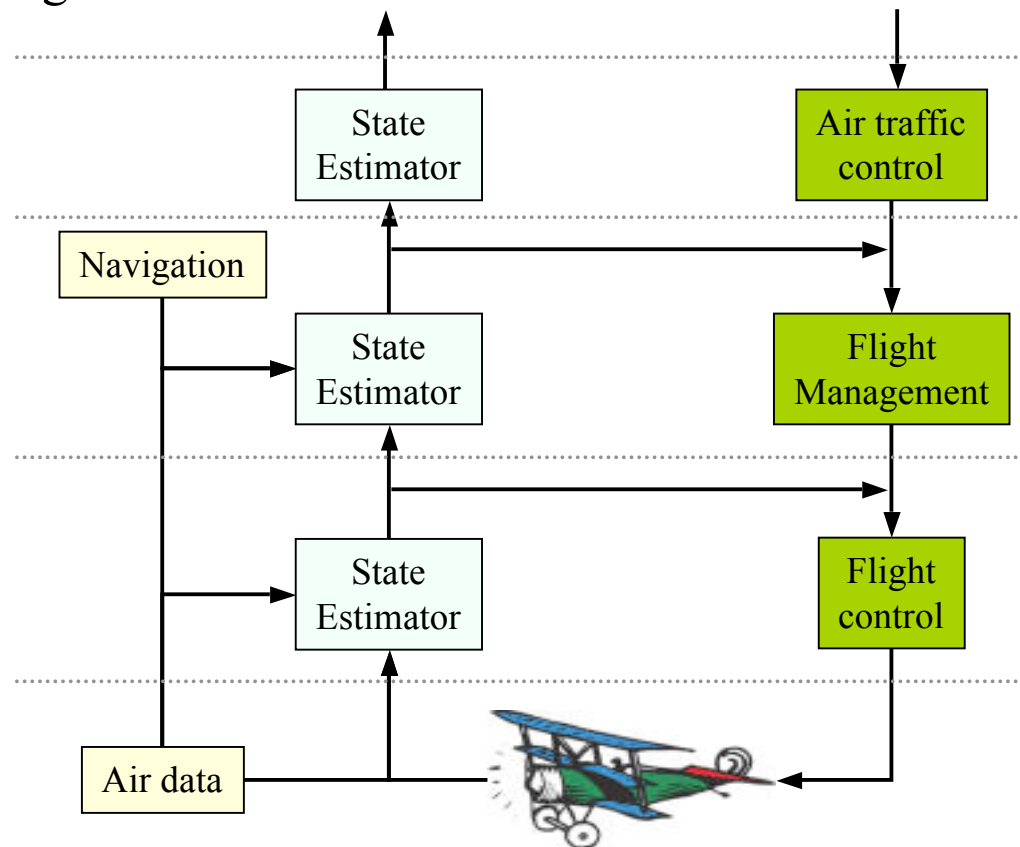 State
Estimator
Air traffic
control
Navigation
State
Estimator
Flight
Management
State
Estimator
Flight
control
Air data